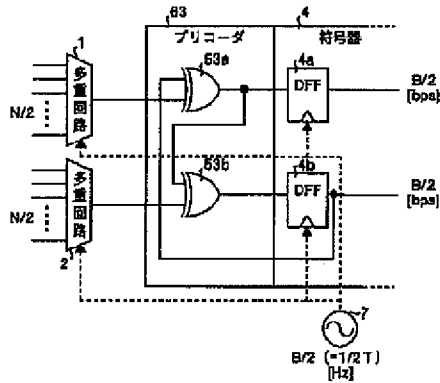 63
4
プリコーダ
符号器
1
多重回路
N/2
63a
4a
DFF
B/2
[bps]
63b
4b
DFF
B/2
[bps]
多重回路
N/2
2
7
B/2 (=1/2T)
[Hz]